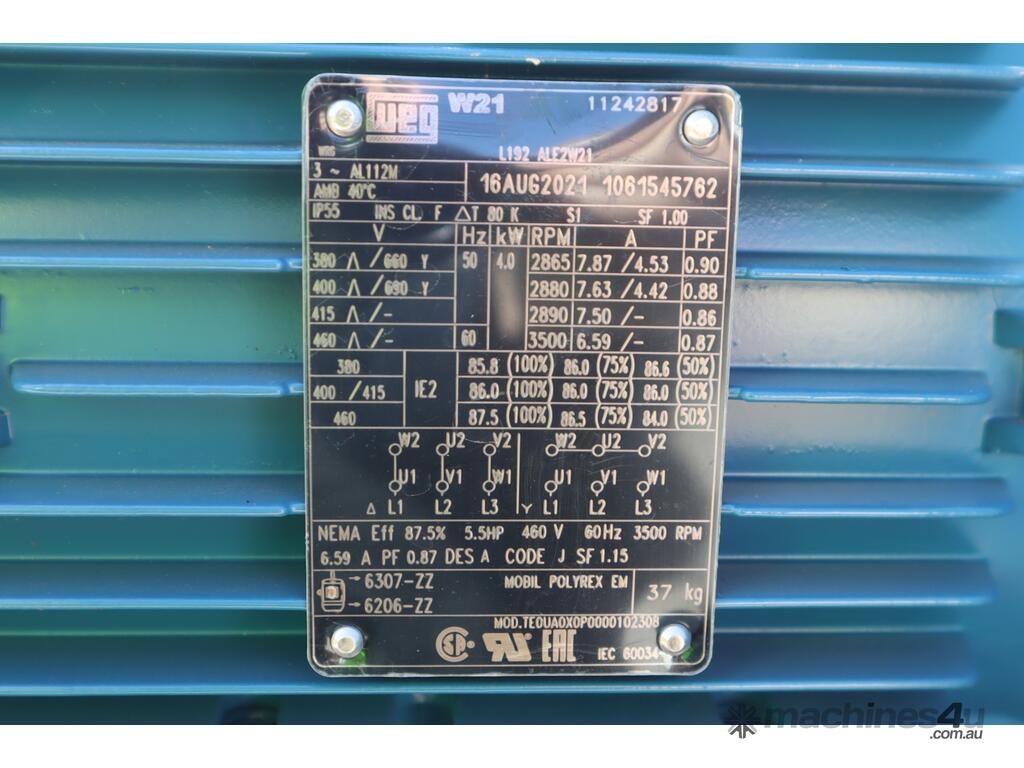 WEG W21 11242817
L192 ALE2W21
3 ~ AL112M
AMB 40°C
16AUG2021 1061545762
IP55 INS CL. F ΔT 80 K S1 SF 1.00
V Hz kW RPM A PF
380 Δ/660 Y 50 4.0 2865 7.87 /4.53 0.90
400 Δ/690 Y 2880 7.63 /4.42 0.88
415 Δ/- 2890 7.50 /- 0.86
460 Δ/- 60 3500 6.59 /- 0.87
380 85.8 (100%) 86.0 (75%) 86.6 (50%)
400 /415 IE2 86.0 (100%) 86.0 (75%) 86.0 (50%)
460 87.5 (100%) 86.5 (75%) 84.0 (50%)
W2 U2 V2 W2 U2 V2
U1 V1 W1 U1 V1 W1
Δ L1 L2 L3 Y L1 L2 L3
NEMA Eff 87.5% 5.5HP 460 V 60Hz 3500 RPM
6.59 A PF 0.87 DES A CODE J SF 1.15
6307-ZZ MOBIL POLYREX EM 37 kg
6206-ZZ
MOD.TE0UA0X0P0000102308
EAC IEC 60034-
machines4u
.com.au